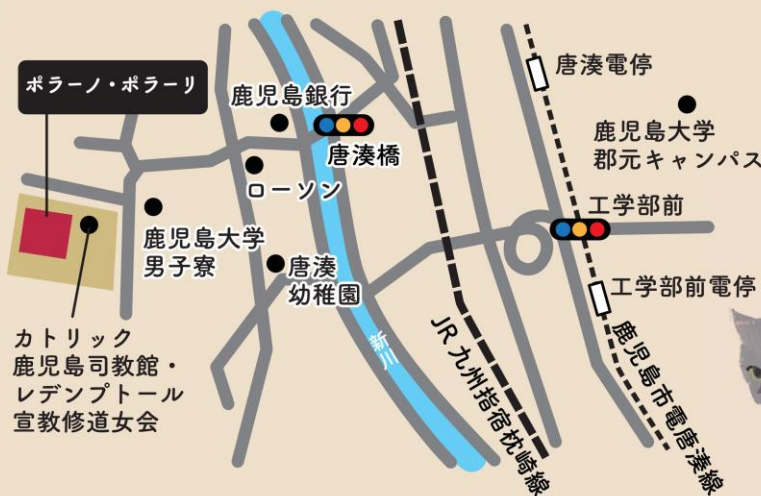 ポラーノ・ポラーリ
鹿児島銀行
唐湊橋
ローソン
鹿児島大学
男子寮
唐湊
幼稚園
カトリック
鹿児島司教館・
レデンプトール
宣教修道女会
新川
JR九州指宿枕崎線
唐湊電停
鹿児島大学
郡元キャンパス
工学部前
工学部前電停
鹿児島市電唐湊線